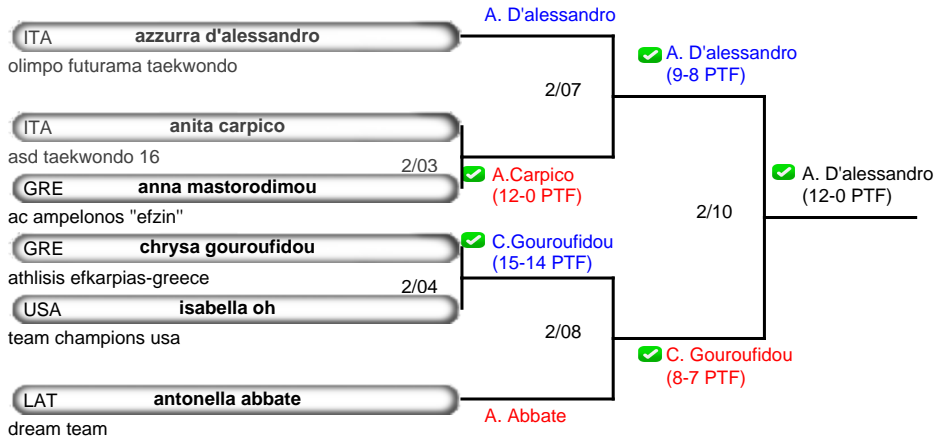 A. D'alessandro
ITA azzurra d'alessandro
olimpo futurama taekwondo
A. D'alessandro
(9-8 PTF)
2/07
ITA anita carpico
asd taekwondo 16
2/03
GRE anna mastorodimou
ac ampelonos "efzin"
A.Carpico
(12-0 PTF)
A. D'alessandro
(12-0 PTF)
2/10
GRE chrysa gouroufidou
athlisis efkarpias-greece
C.Gouroufidou
(15-14 PTF)
2/04
USA isabella oh
team champions usa
2/08
C. Gouroufidou
(8-7 PTF)
LAT antonella abbate
dream team
A. Abbate